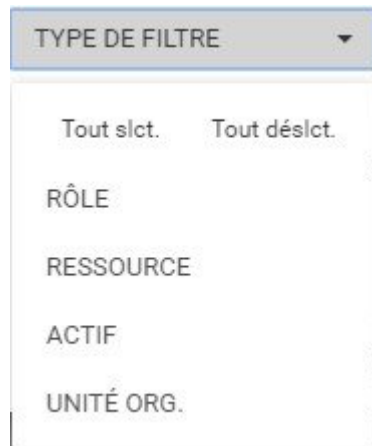 TYPE DE FILTRE
Tout slct. Tout déslct.
RÔLE
RESSOURCE
ACTIF
UNITÉ ORG.